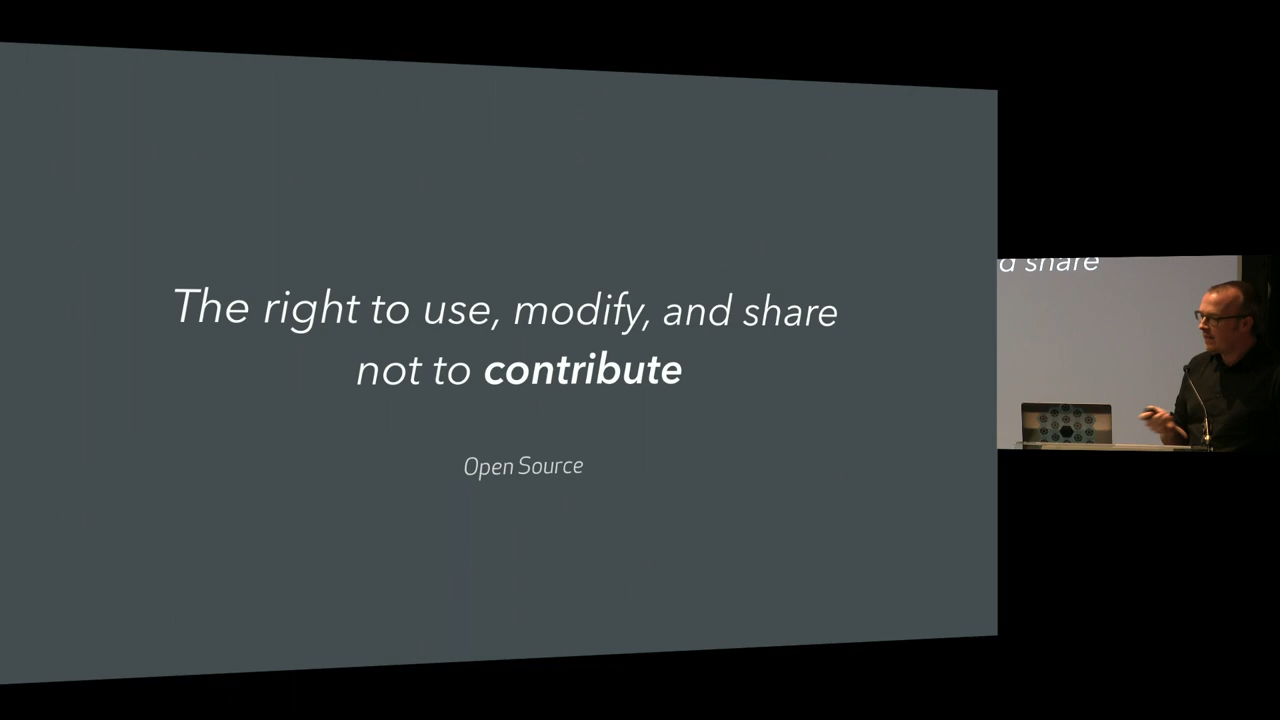 The right to use, modify, and share
not to contribute
Open Source
d share